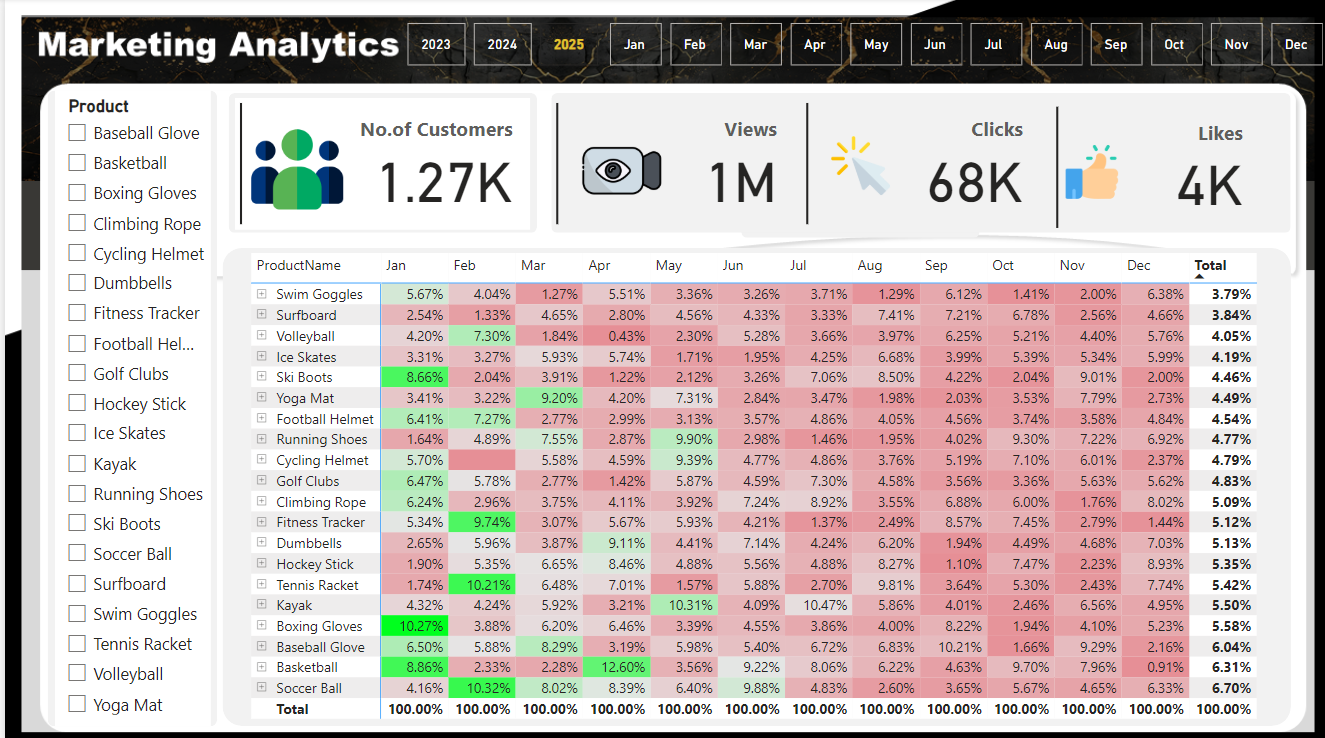 Marketing Analytics 2023 2024 2025 Jan Feb Mar Apr May Jun Jul Aug Sep Oct Nov Dec
Product
Baseball Glove
Basketball
Boxing Gloves
Climbing Rope
Cycling Helmet
Dumbbells
Fitness Tracker
Football Hel...
Golf Clubs
Hockey Stick
Ice Skates
Kayak
Running Shoes
Ski Boots
Soccer Ball
Surfboard
Swim Goggles
Tennis Racket
Volleyball
Yoga Mat
No.of Customers
1.27K
Views
1M
Clicks
68K
Likes
4K
ProductName Jan Feb Mar Apr May Jun Jul Aug Sep Oct Nov Dec Total
Swim Goggles 5.67% 4.04% 1.27% 5.51% 3.36% 3.26% 3.71% 1.29% 6.12% 1.41% 2.00% 6.38% 3.79%
Surfboard 2.54% 1.33% 4.65% 2.80% 4.56% 4.33% 3.33% 7.41% 7.21% 6.78% 2.56% 4.66% 3.84%
Volleyball 4.20% 7.30% 1.84% 0.43% 2.30% 5.28% 3.66% 3.97% 6.25% 5.21% 4.40% 5.76% 4.05%
Ice Skates 3.31% 3.27% 5.93% 5.74% 1.71% 1.95% 4.25% 6.68% 3.99% 5.39% 5.34% 5.99% 4.19%
Ski Boots 8.66% 2.04% 3.91% 1.22% 2.12% 3.26% 7.06% 8.50% 4.22% 2.04% 9.01% 2.00% 4.46%
Yoga Mat 3.41% 3.22% 9.20% 4.20% 7.31% 2.84% 3.47% 1.98% 2.03% 3.53% 7.79% 2.73% 4.49%
Football Helmet 6.41% 7.27% 2.77% 2.99% 3.13% 3.57% 4.86% 4.05% 4.56% 3.74% 3.58% 4.84% 4.54%
Running Shoes 1.64% 4.89% 7.55% 2.87% 9.90% 2.98% 1.46% 1.95% 4.02% 9.30% 7.22% 6.92% 4.77%
Cycling Helmet 5.70% 5.58% 4.59% 9.39% 4.77% 4.86% 3.76% 5.19% 7.10% 6.01% 2.37% 4.79%
Golf Clubs 6.47% 5.78% 2.77% 1.42% 5.87% 4.59% 7.30% 4.58% 3.56% 3.36% 5.63% 5.62% 4.83%
Climbing Rope 6.24% 2.96% 3.75% 4.11% 3.92% 7.24% 8.92% 3.55% 6.88% 6.00% 1.76% 8.02% 5.09%
Fitness Tracker 5.34% 9.74% 3.07% 5.67% 5.93% 4.21% 1.37% 2.49% 8.57% 7.45% 2.79% 1.44% 5.12%
Dumbbells 2.65% 5.96% 3.87% 9.11% 4.41% 7.14% 4.24% 6.20% 1.94% 4.49% 4.68% 7.03% 5.13%
Hockey Stick 1.90% 5.35% 6.65% 8.46% 4.88% 5.56% 4.88% 8.27% 1.10% 7.47% 2.23% 8.93% 5.35%
Tennis Racket 1.74% 10.21% 6.48% 7.01% 1.57% 5.88% 2.70% 9.81% 3.64% 5.30% 2.43% 7.74% 5.42%
Kayak 4.32% 4.24% 5.92% 3.21% 10.31% 4.09% 10.47% 5.86% 4.01% 2.46% 6.56% 4.95% 5.50%
Boxing Gloves 10.27% 3.88% 6.20% 6.46% 3.39% 4.55% 3.86% 4.00% 8.22% 1.94% 4.10% 5.23% 5.58%
Baseball Glove 6.50% 5.88% 8.29% 3.19% 5.98% 5.40% 6.72% 6.83% 10.21% 1.66% 9.29% 2.16% 6.04%
Basketball 8.86% 2.33% 2.28% 12.60% 3.56% 9.22% 8.06% 6.22% 4.63% 9.70% 7.96% 0.91% 6.31%
Soccer Ball 4.16% 10.32% 8.02% 8.39% 6.40% 9.88% 4.83% 2.60% 3.65% 5.67% 4.65% 6.33% 6.70%
Total 100.00% 100.00% 100.00% 100.00% 100.00% 100.00% 100.00% 100.00% 100.00% 100.00% 100.00% 100.00% 100.00%